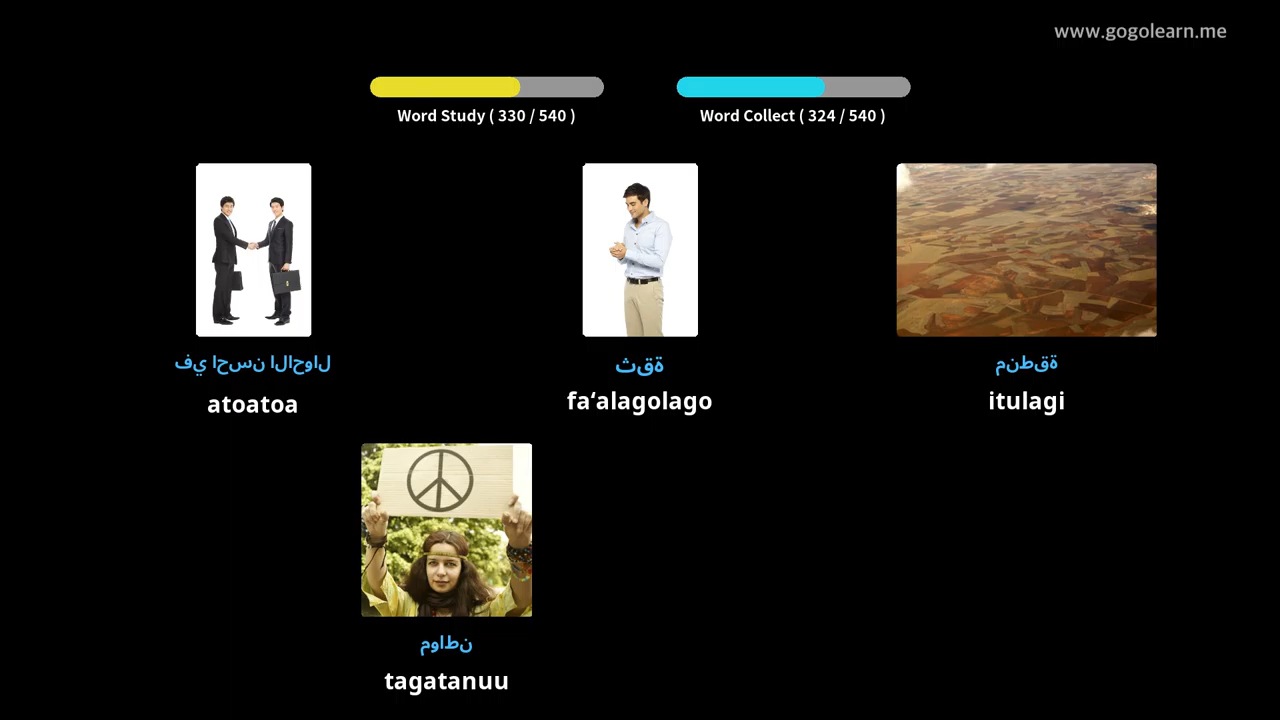 www.gogolearn.me
Word Study ( 330 / 540 )
Word Collect ( 324 / 540 )
في احسن الاحوال
atoatoa
ثقة
fa‘alagolago
منطقة
itulagi
مواطن
tagatanuu